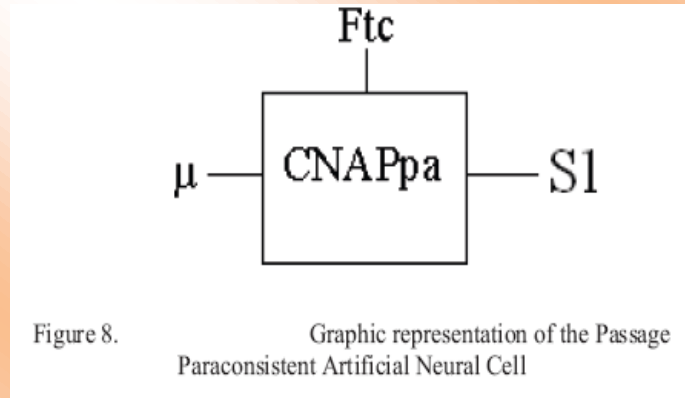 Ftc
μ
CNAPpa
S1
Figure 8. Graphic representation of the Passage
Paraconsistent Artificial Neural Cell